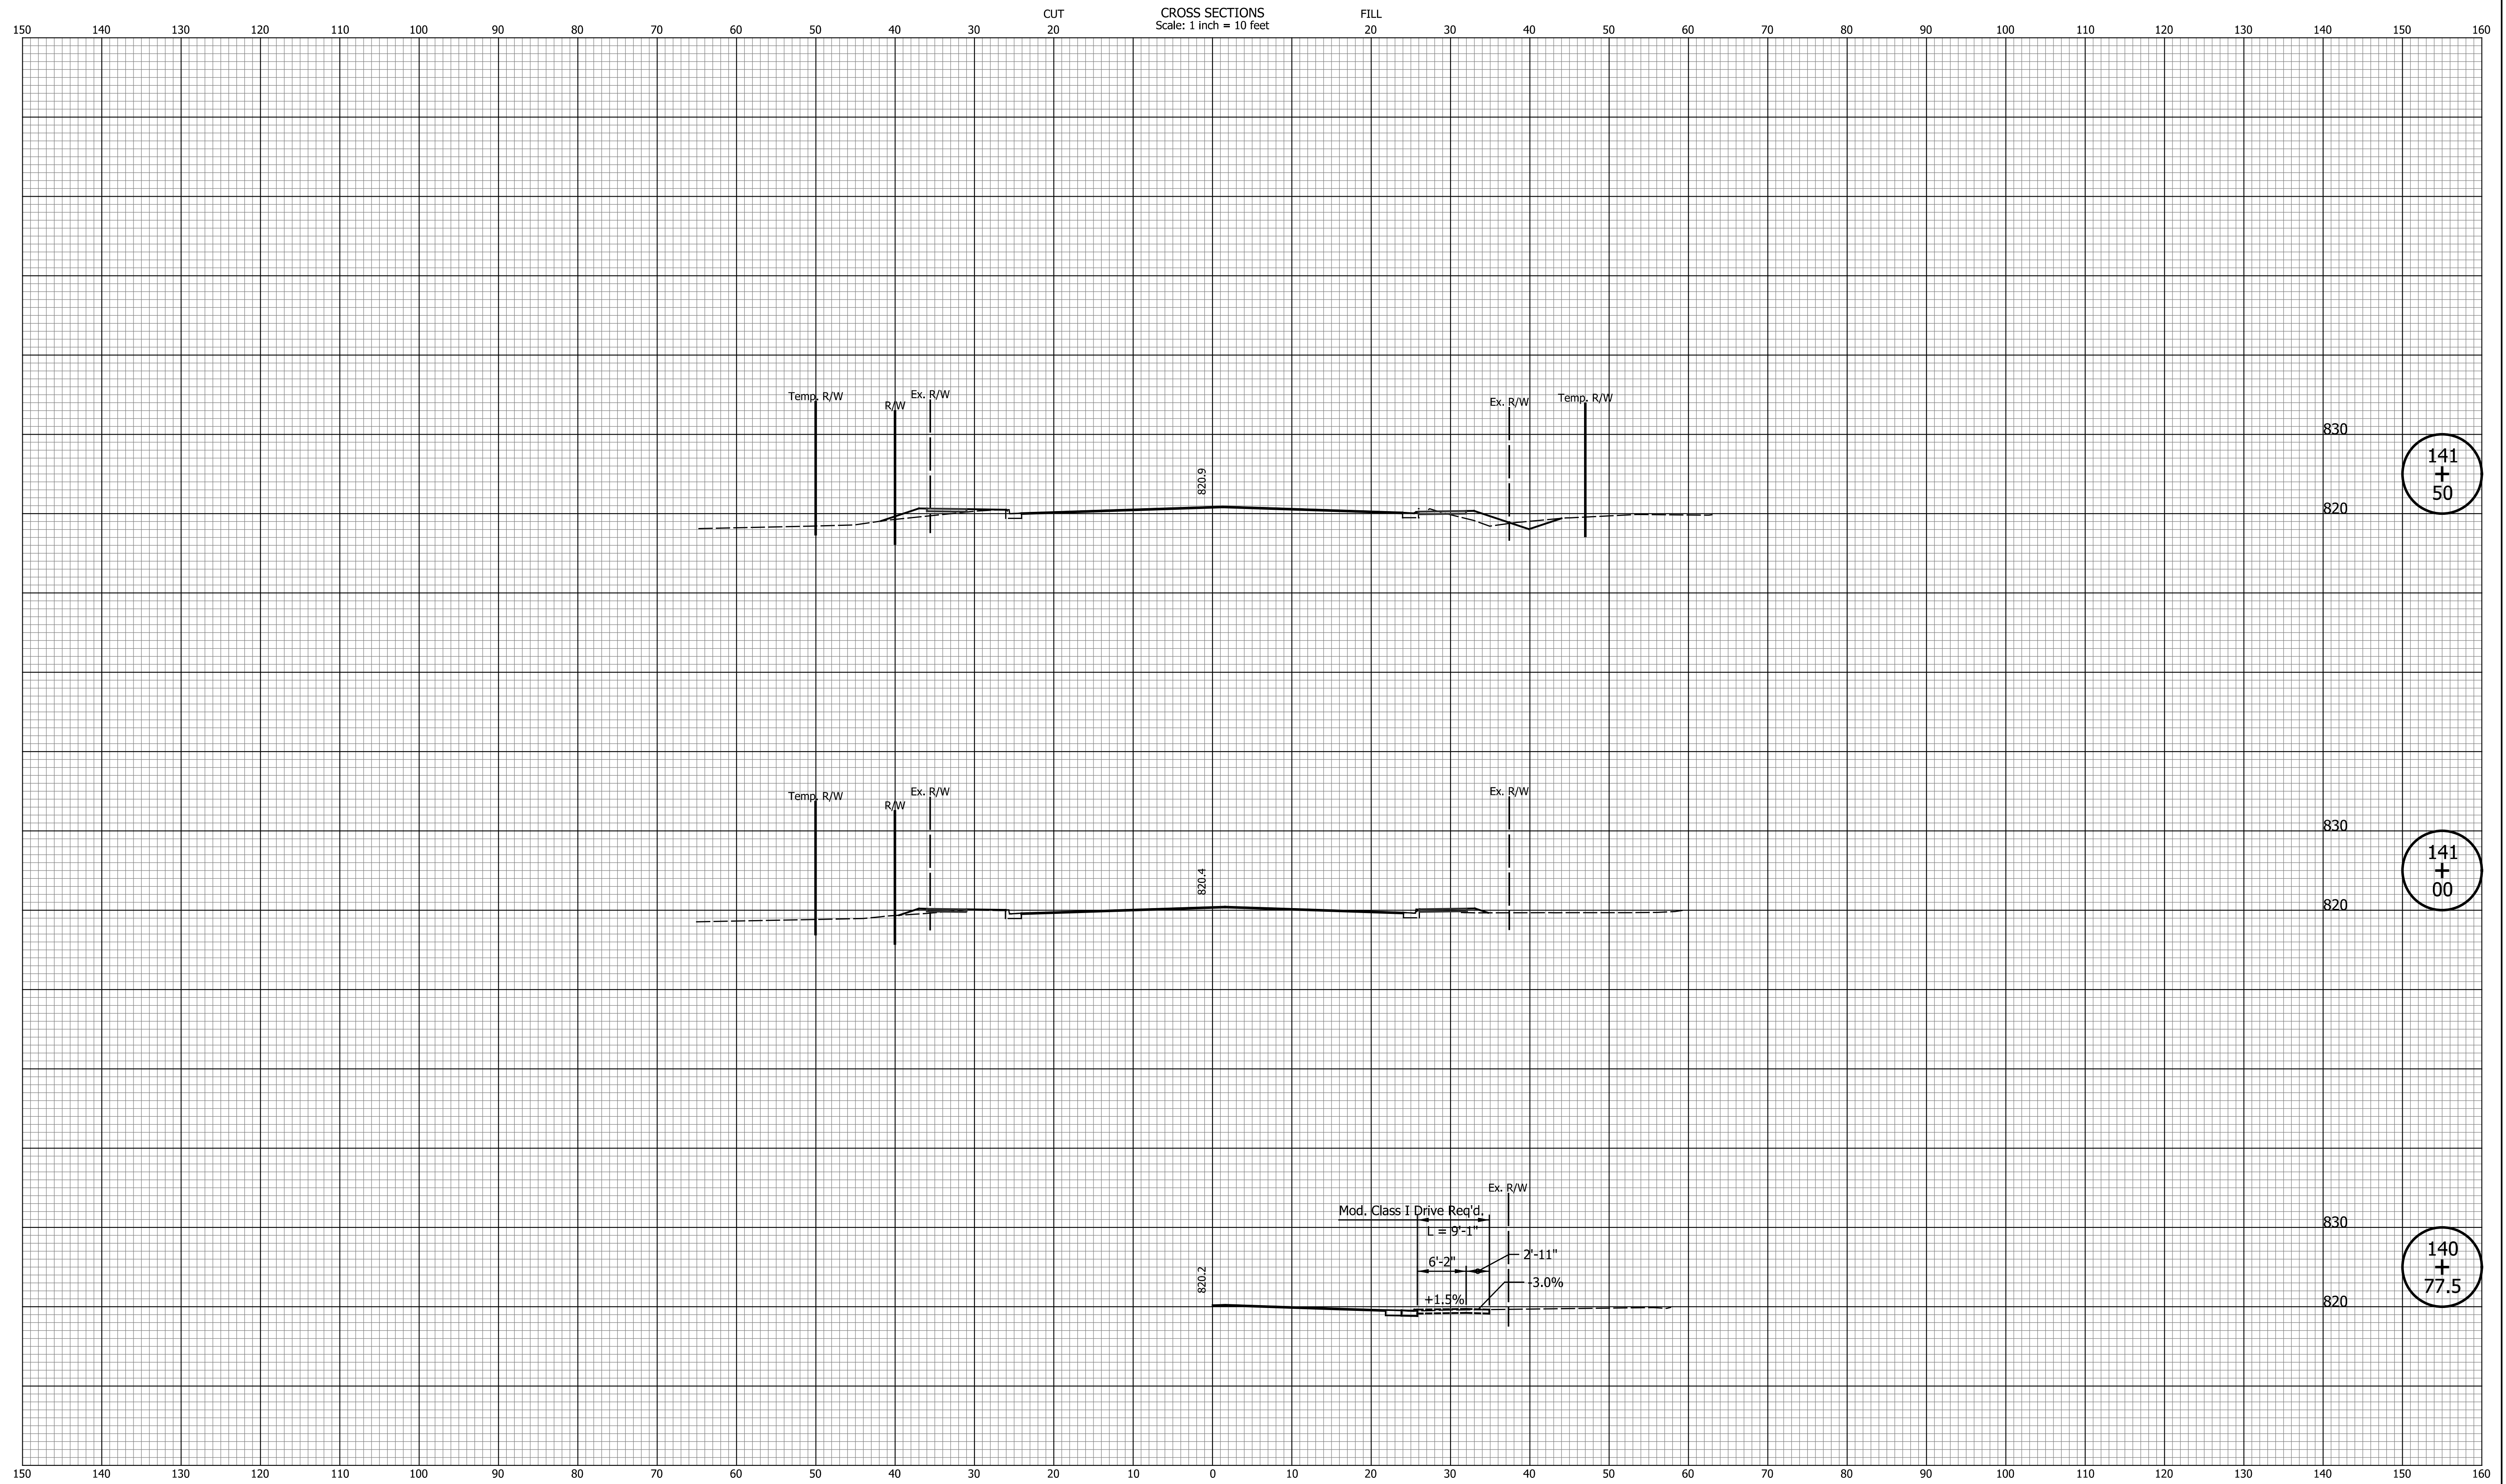 CUT CROSS SECTIONS FILL
Scale: 1 inch = 10 feet
150 140 130 120 110 100 90 80 70 60 50 40 30 20 20 30 40 50 60 70 80 90 100 110 120 130 140 150 160
Temp. R/W R/W Ex. R/W Ex. R/W Temp. R/W
830
820.9
820
141
+
50
Temp. R/W R/W Ex. R/W Ex. R/W
830
820.4
820
141
+
00
Ex. R/W
Mod. Class I Drive Req'd.
L = 9'-1"
830
6'-2" 2'-11"
820.2
-3.0%
+1.5%
820
140
+
77.5
150 140 130 120 110 100 90 80 70 60 50 40 30 20 10 0 10 20 30 40 50 60 70 80 90 100 110 120 130 140 150 160